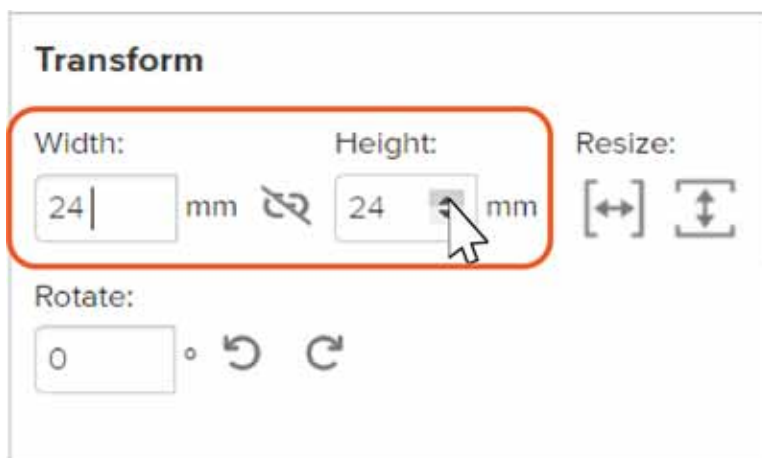 Transform
Width: Height: Resize:
24 mm 24 mm
Rotate:
0 °